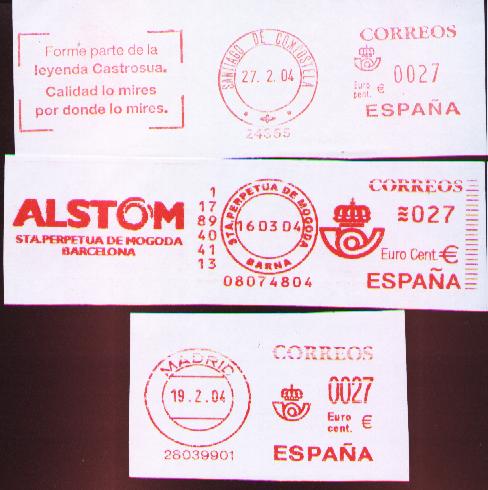 Forme parte de la
leyenda Castrosua.
Calidad lo mires
por donde lo mires.
SANTIAGO DE COMPOSTELA
27. 2. 04
CORREOS
Euro cent. € 0027
ESPAÑA
ALSTOM
STA.PERPETUA DE MOGODA
BARCELONA
1
17
89
40
41
13
STA.PERPETUA DE MOGODA
16 03 04
BARNA
08074804
CORREOS
≈027
Euro Cent. €
ESPAÑA
MADRID
19. 2. 04
28039901
CORREOS
0027
Euro
cent. €
ESPAÑA